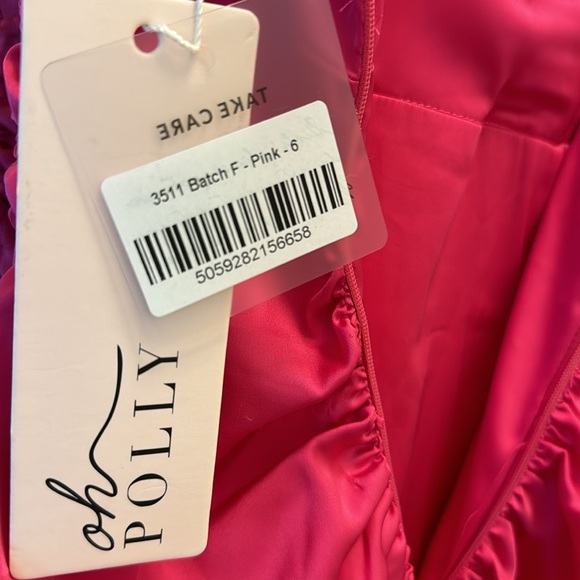 TAKE CARE
3511 Batch F - Pink - 6
5059282156658
oh
POLLY